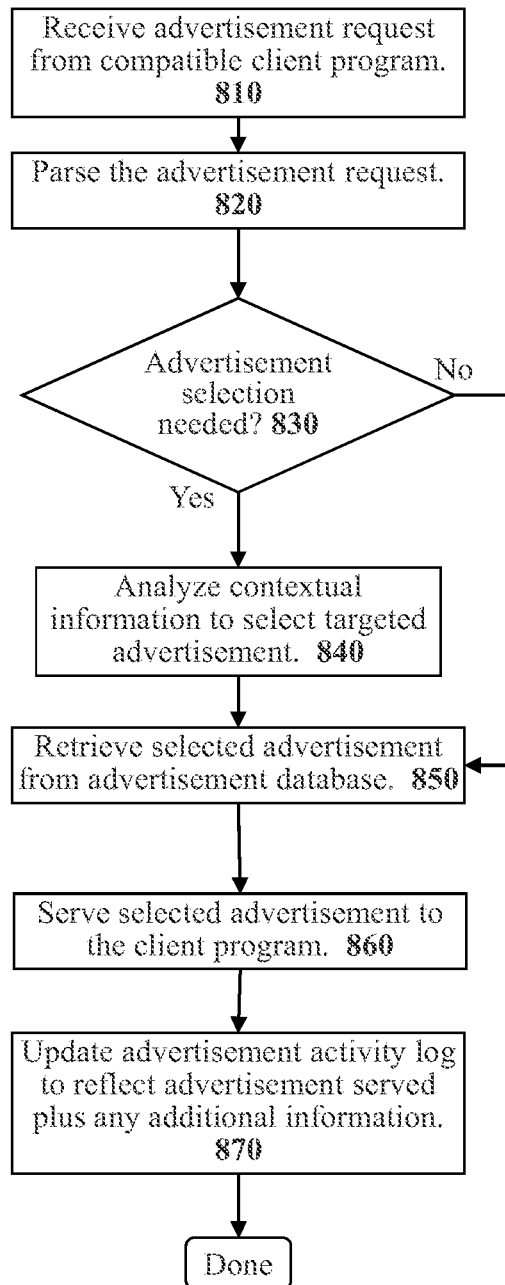 Receive advertisement request
from compatible client program.
810
Parse the advertisement request.
820
Advertisement
selection
needed? 830
No
Yes
Analyze contextual
information to select targeted
advertisement. 840
Retrieve selected advertisement
from advertisement database. 850
Serve selected advertisement to
the client program. 860
Update advertisement activity log
to reflect advertisement served
plus any additional information.
870
Done